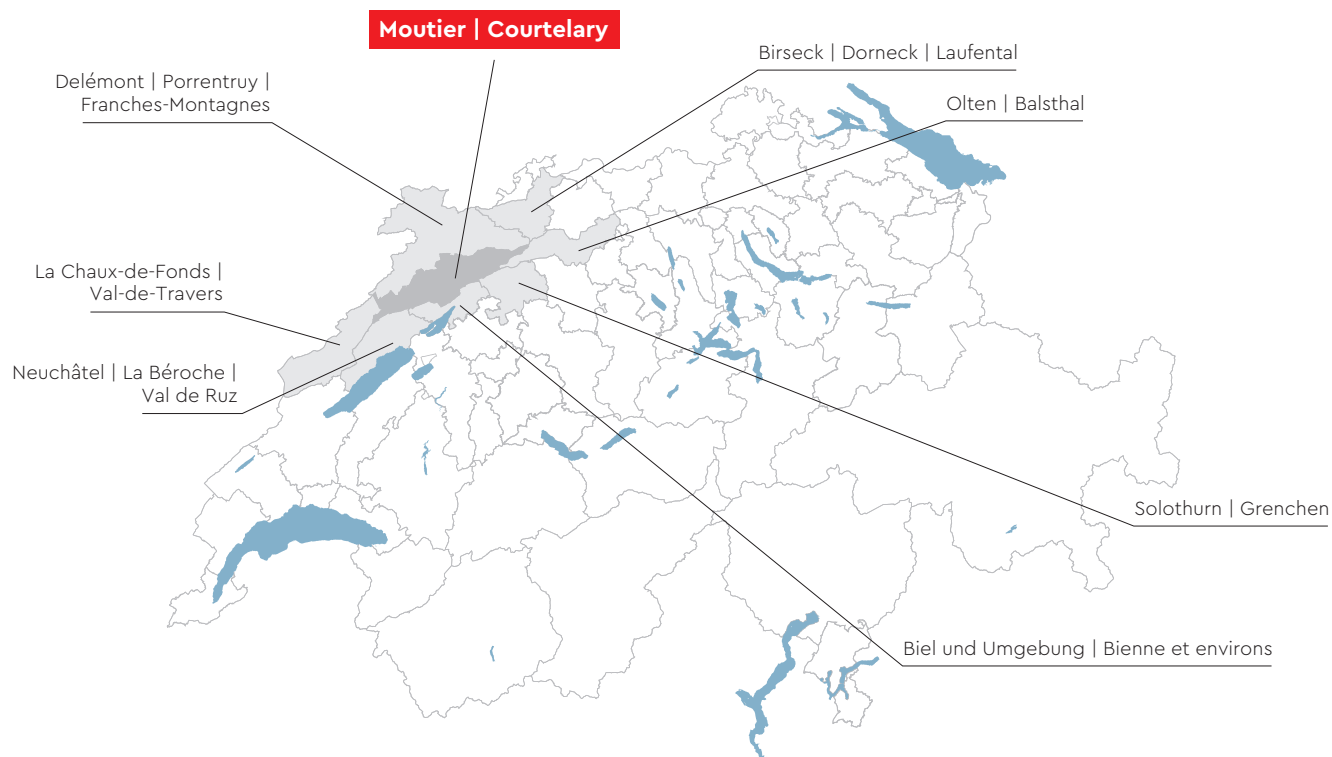 Moutier | Courtelary
Birseck | Dorneck | Laufental
Delémont | Porrentruy |
Franches-Montagnes
Olten | Balsthal
La Chaux-de-Fonds |
Val-de-Travers
Neuchâtel | La Béroche |
Val de Ruz
Solothurn | Grenchen
Biel und Umgebung | Bienne et environs